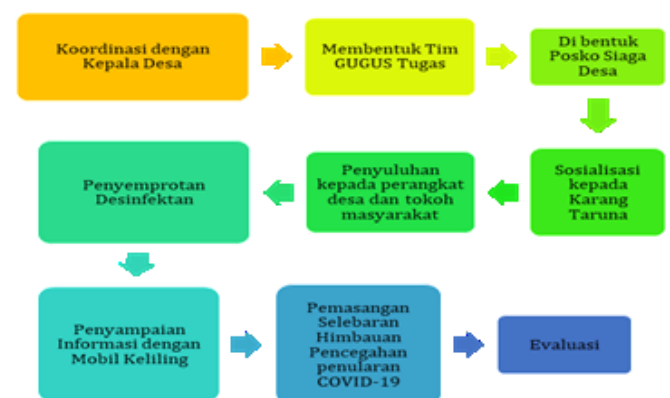 Koordinasi dengan
Kepala Desa
Membentuk Tim
GUGUS Tugas
Di bentuk
Posko Siaga
Desa
Sosialisasi
kepada
Karang
Taruna
Penyuluhan
kepada perangkat
desa dan tokoh
masyarakat
Penyemprotan
Desinfektan
Penyampaian
Informasi dengan
Mobil Keliling
Pemasangan
Selebaran
Himbauan
Pencegahan
penularan
COVID-19
Evaluasi